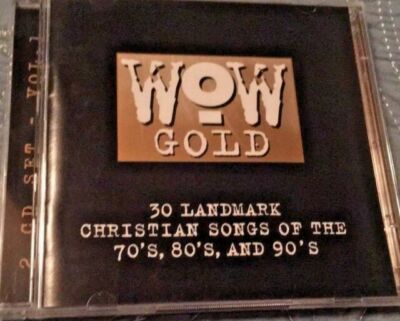 WOW
GOLD
30 LANDMARK
CHRISTIAN SONGS OF THE
70'S, 80'S, AND 90'S
2 CD SET - VOL. 1